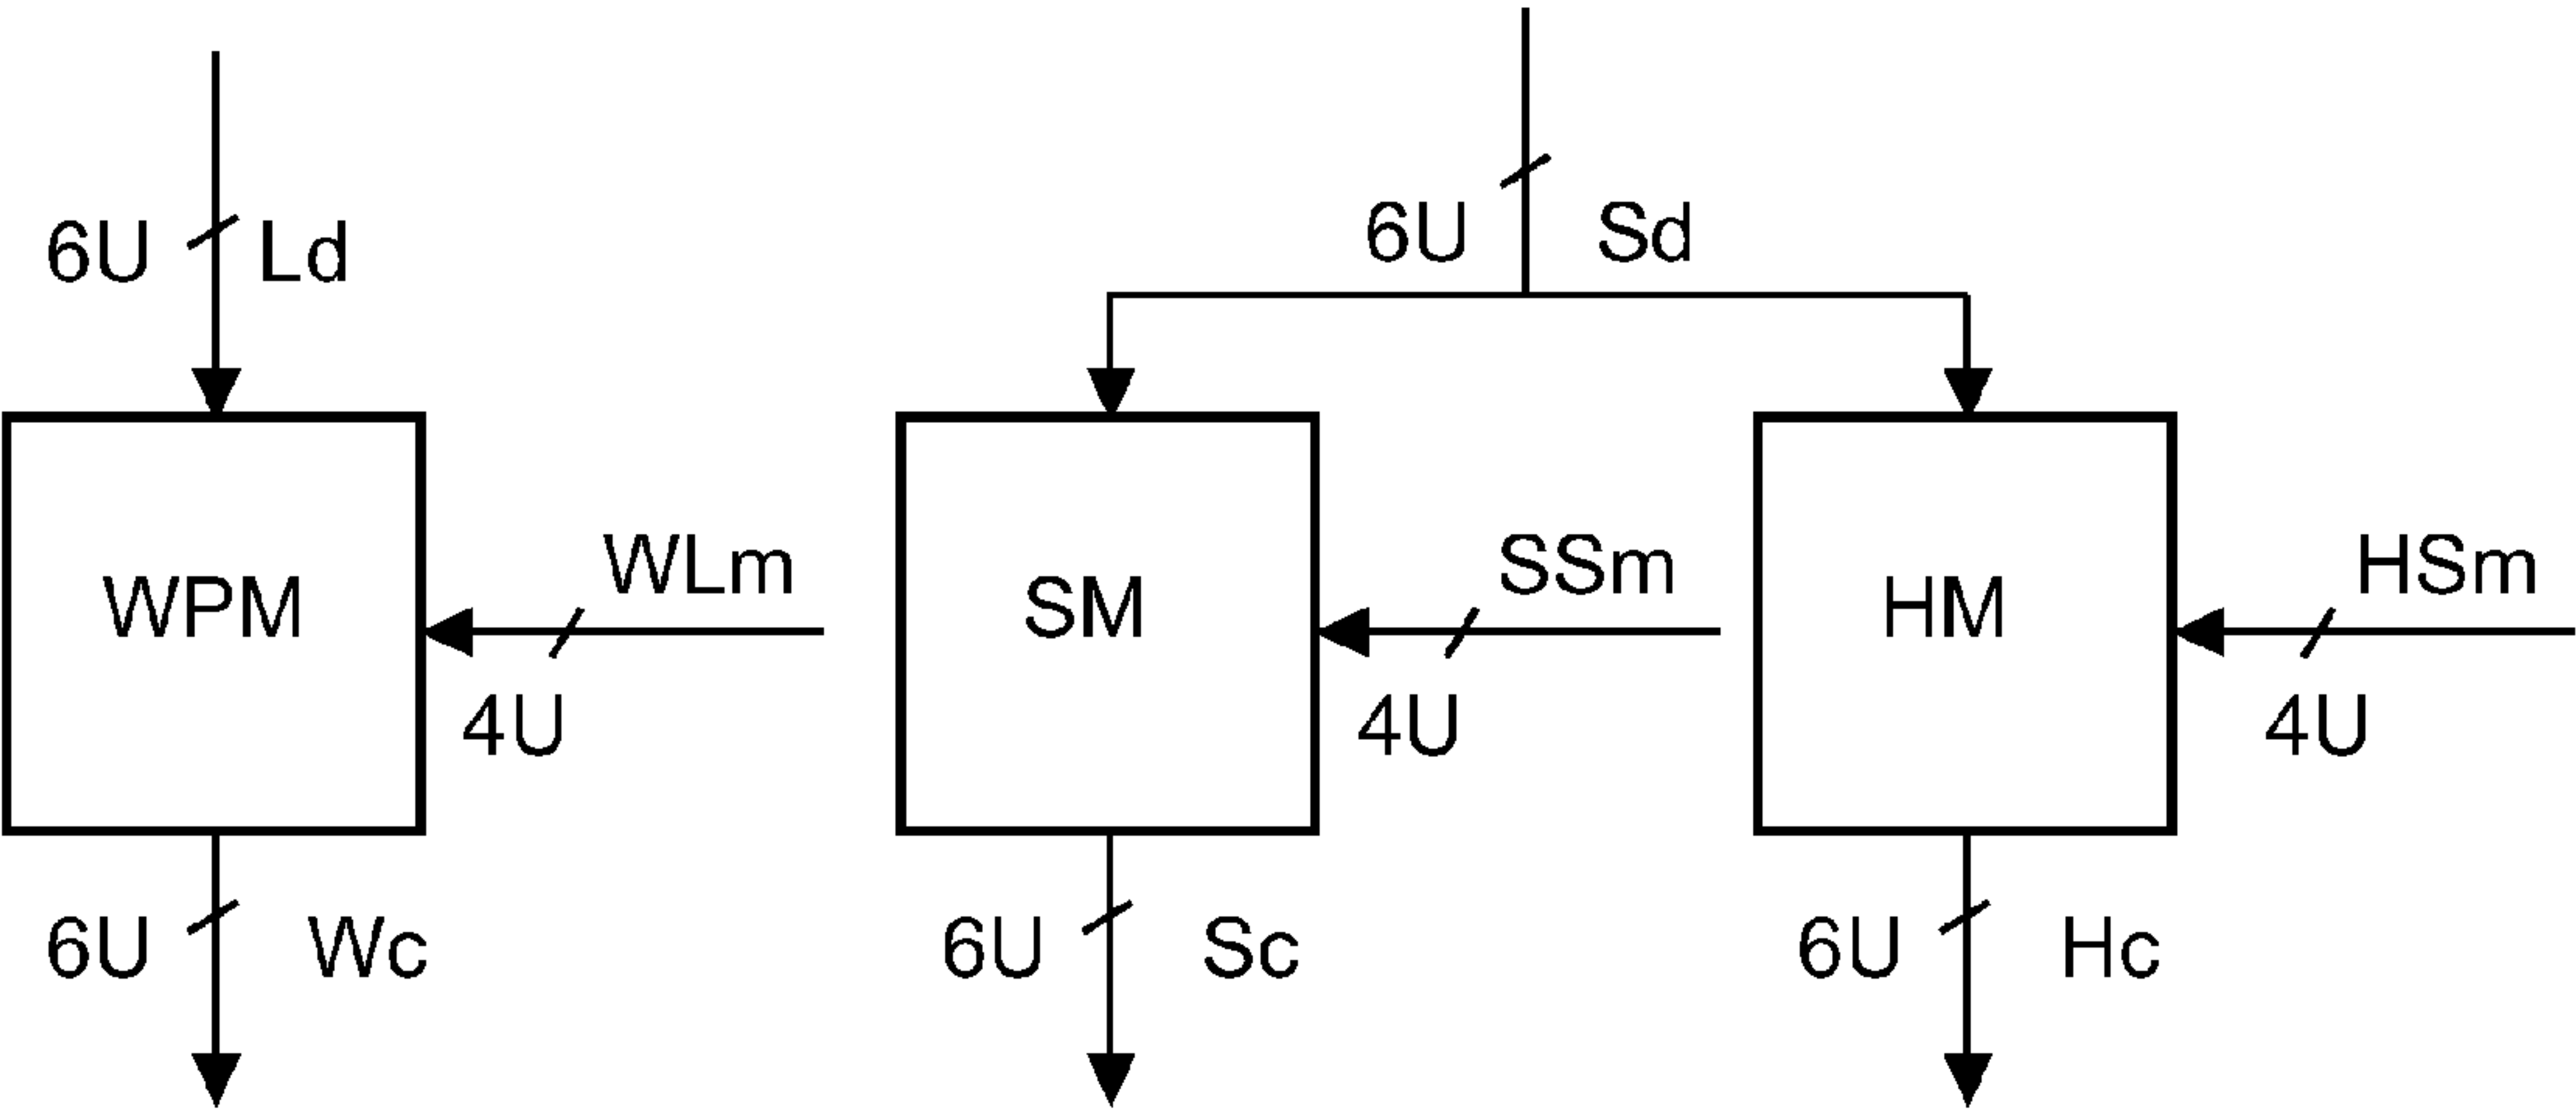 6U Sd
6U Ld
WLm SSm HSm
WPM SM HM
4U 4U 4U
6U Wc 6U Sc 6U Hc